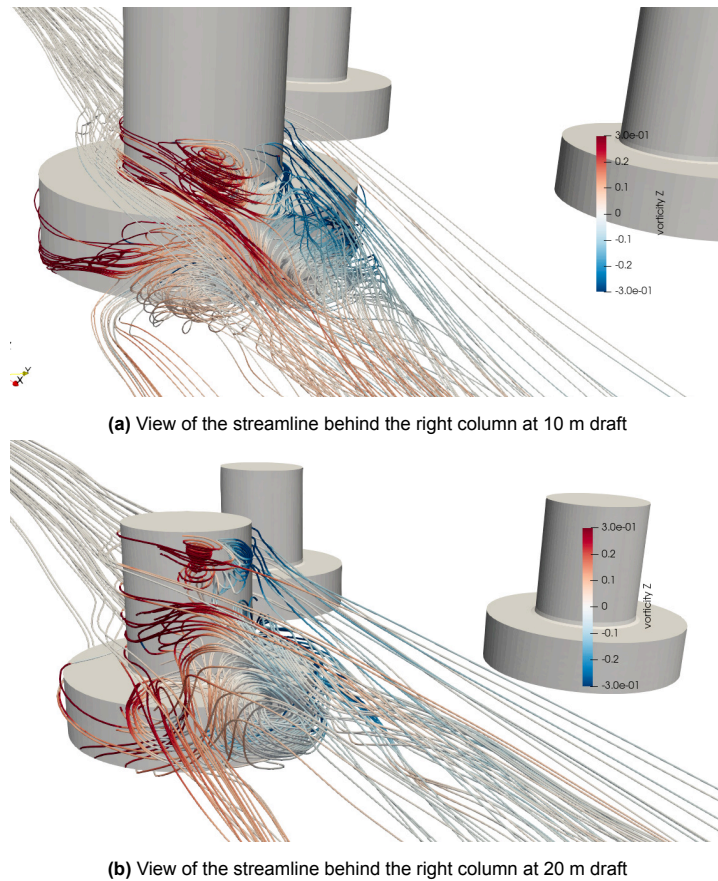 3.0e-01
0.2
0.1
0
-0.1
-0.2
-3.0e-01
vorticity Z
Y
X
(a) View of the streamline behind the right column at 10 m draft
3.0e-01
0.2
0.1
0
-0.1
-0.2
-3.0e-01
vorticity Z
(b) View of the streamline behind the right column at 20 m draft